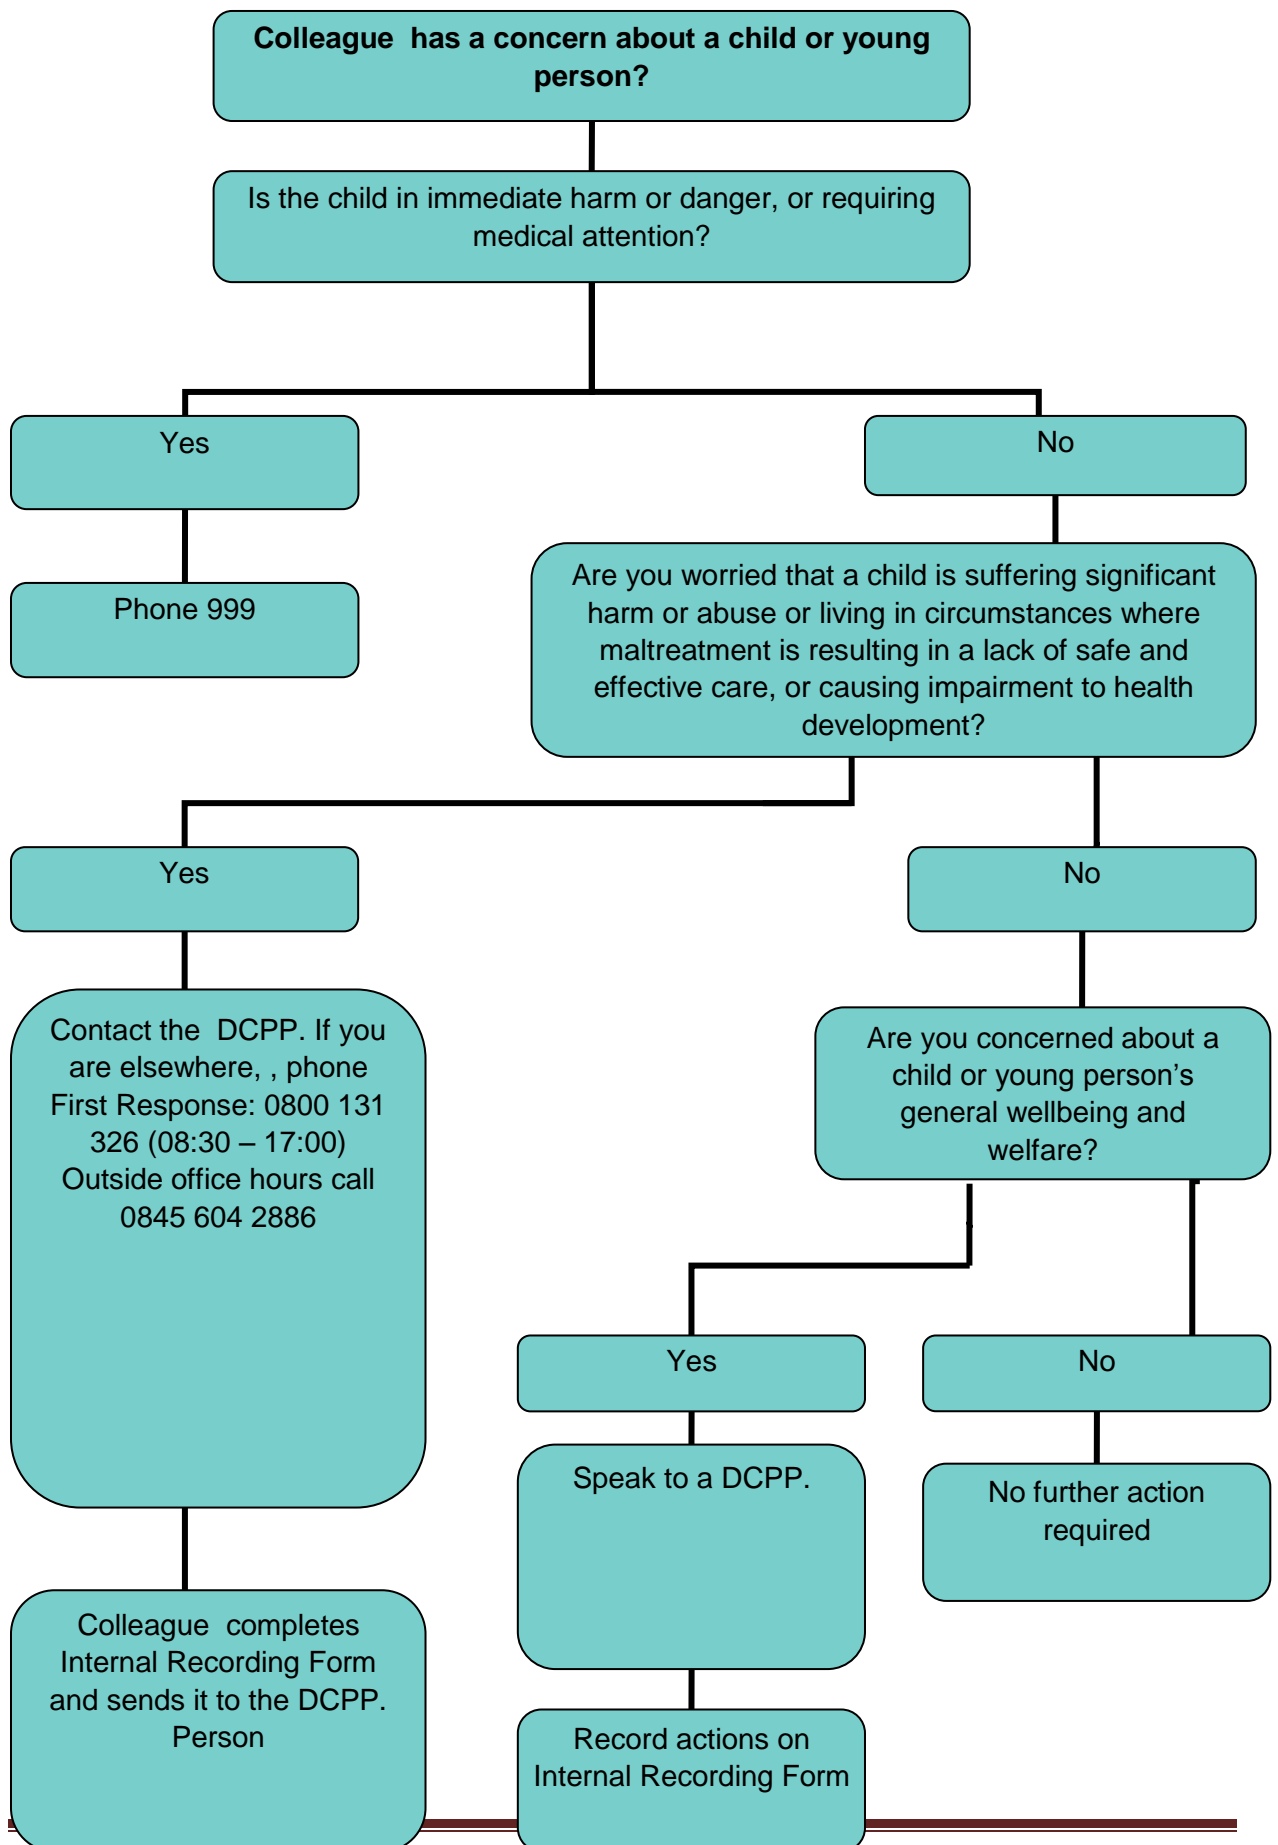 Colleague  has a concern about a child or young
person?
Is the child in immediate harm or danger, or requiring
medical attention?
Yes
No
Phone 999
Are you worried that a child is suffering significant
harm or abuse or living in circumstances where
maltreatment is resulting in a lack of safe and
effective care, or causing impairment to health
development?
Yes
No
Contact the  DCPP. If you
are elsewhere, , phone
First Response: 0800 131
326 (08:30 – 17:00)
Outside office hours call
0845 604 2886
Are you concerned about a
child or young person’s
general wellbeing and
welfare?
Yes
No
Speak to a DCPP.
No further action
required
Colleague  completes
Internal Recording Form
and sends it to the DCPP.
Person
Record actions on
Internal Recording Form